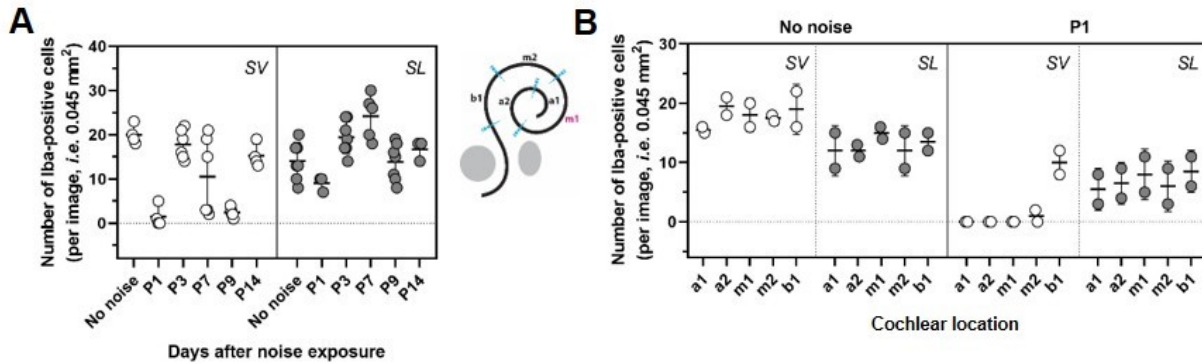 A
Number of Iba-positive cells
(per image, i.e. 0.045 mm²)
40
30
20
10
0
SV
SL
No noise
P1
P3
P7
P9
P14
No noise
P1
P3
P7
P9
P14
Days after noise exposure
m2
b1
a2
a1
m1
B
No noise
P1
Number of Iba-positive cells
(per image, i.e. 0.045 mm²)
30
20
10
0
SV
SL
SV
SL
a1
a2
m1
m2
b1
a1
a2
m1
m2
b1
a1
a2
m1
m2
b1
a1
a2
m1
m2
b1
Cochlear location